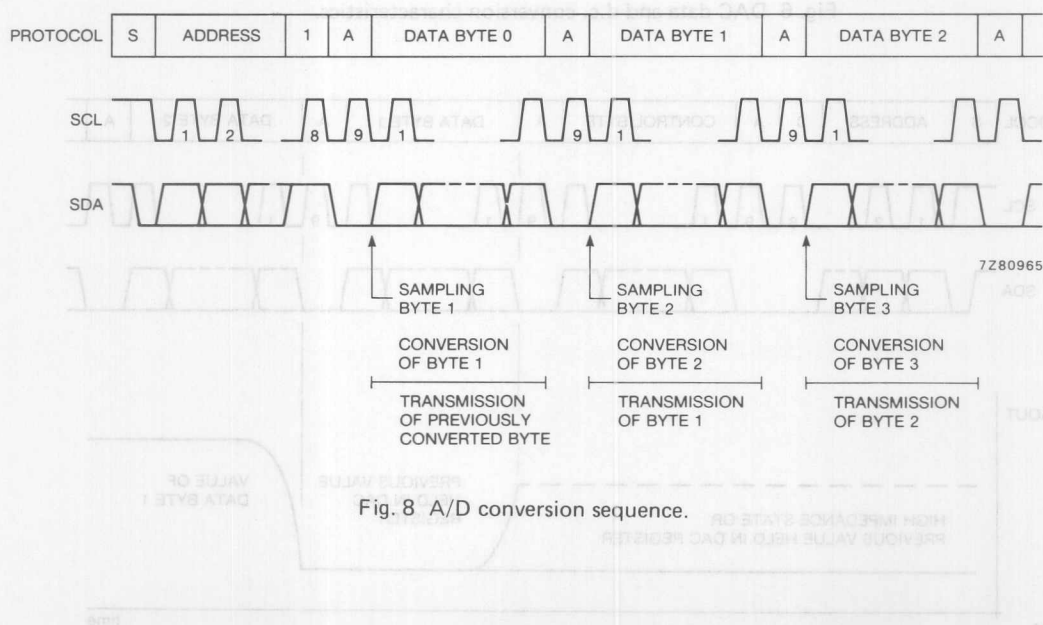 PROTOCOL S ADDRESS 1 A DATA BYTE 0 A DATA BYTE 1 A DATA BYTE 2 A
SCL 1 2 8 9 1 9 1 9 1
SDA
7Z80965
SAMPLING BYTE 1
SAMPLING BYTE 2
SAMPLING BYTE 3
CONVERSION OF BYTE 1
CONVERSION OF BYTE 2
CONVERSION OF BYTE 3
TRANSMISSION OF PREVIOUSLY CONVERTED BYTE
TRANSMISSION OF BYTE 1
TRANSMISSION OF BYTE 2
Fig. 8 A/D conversion sequence.